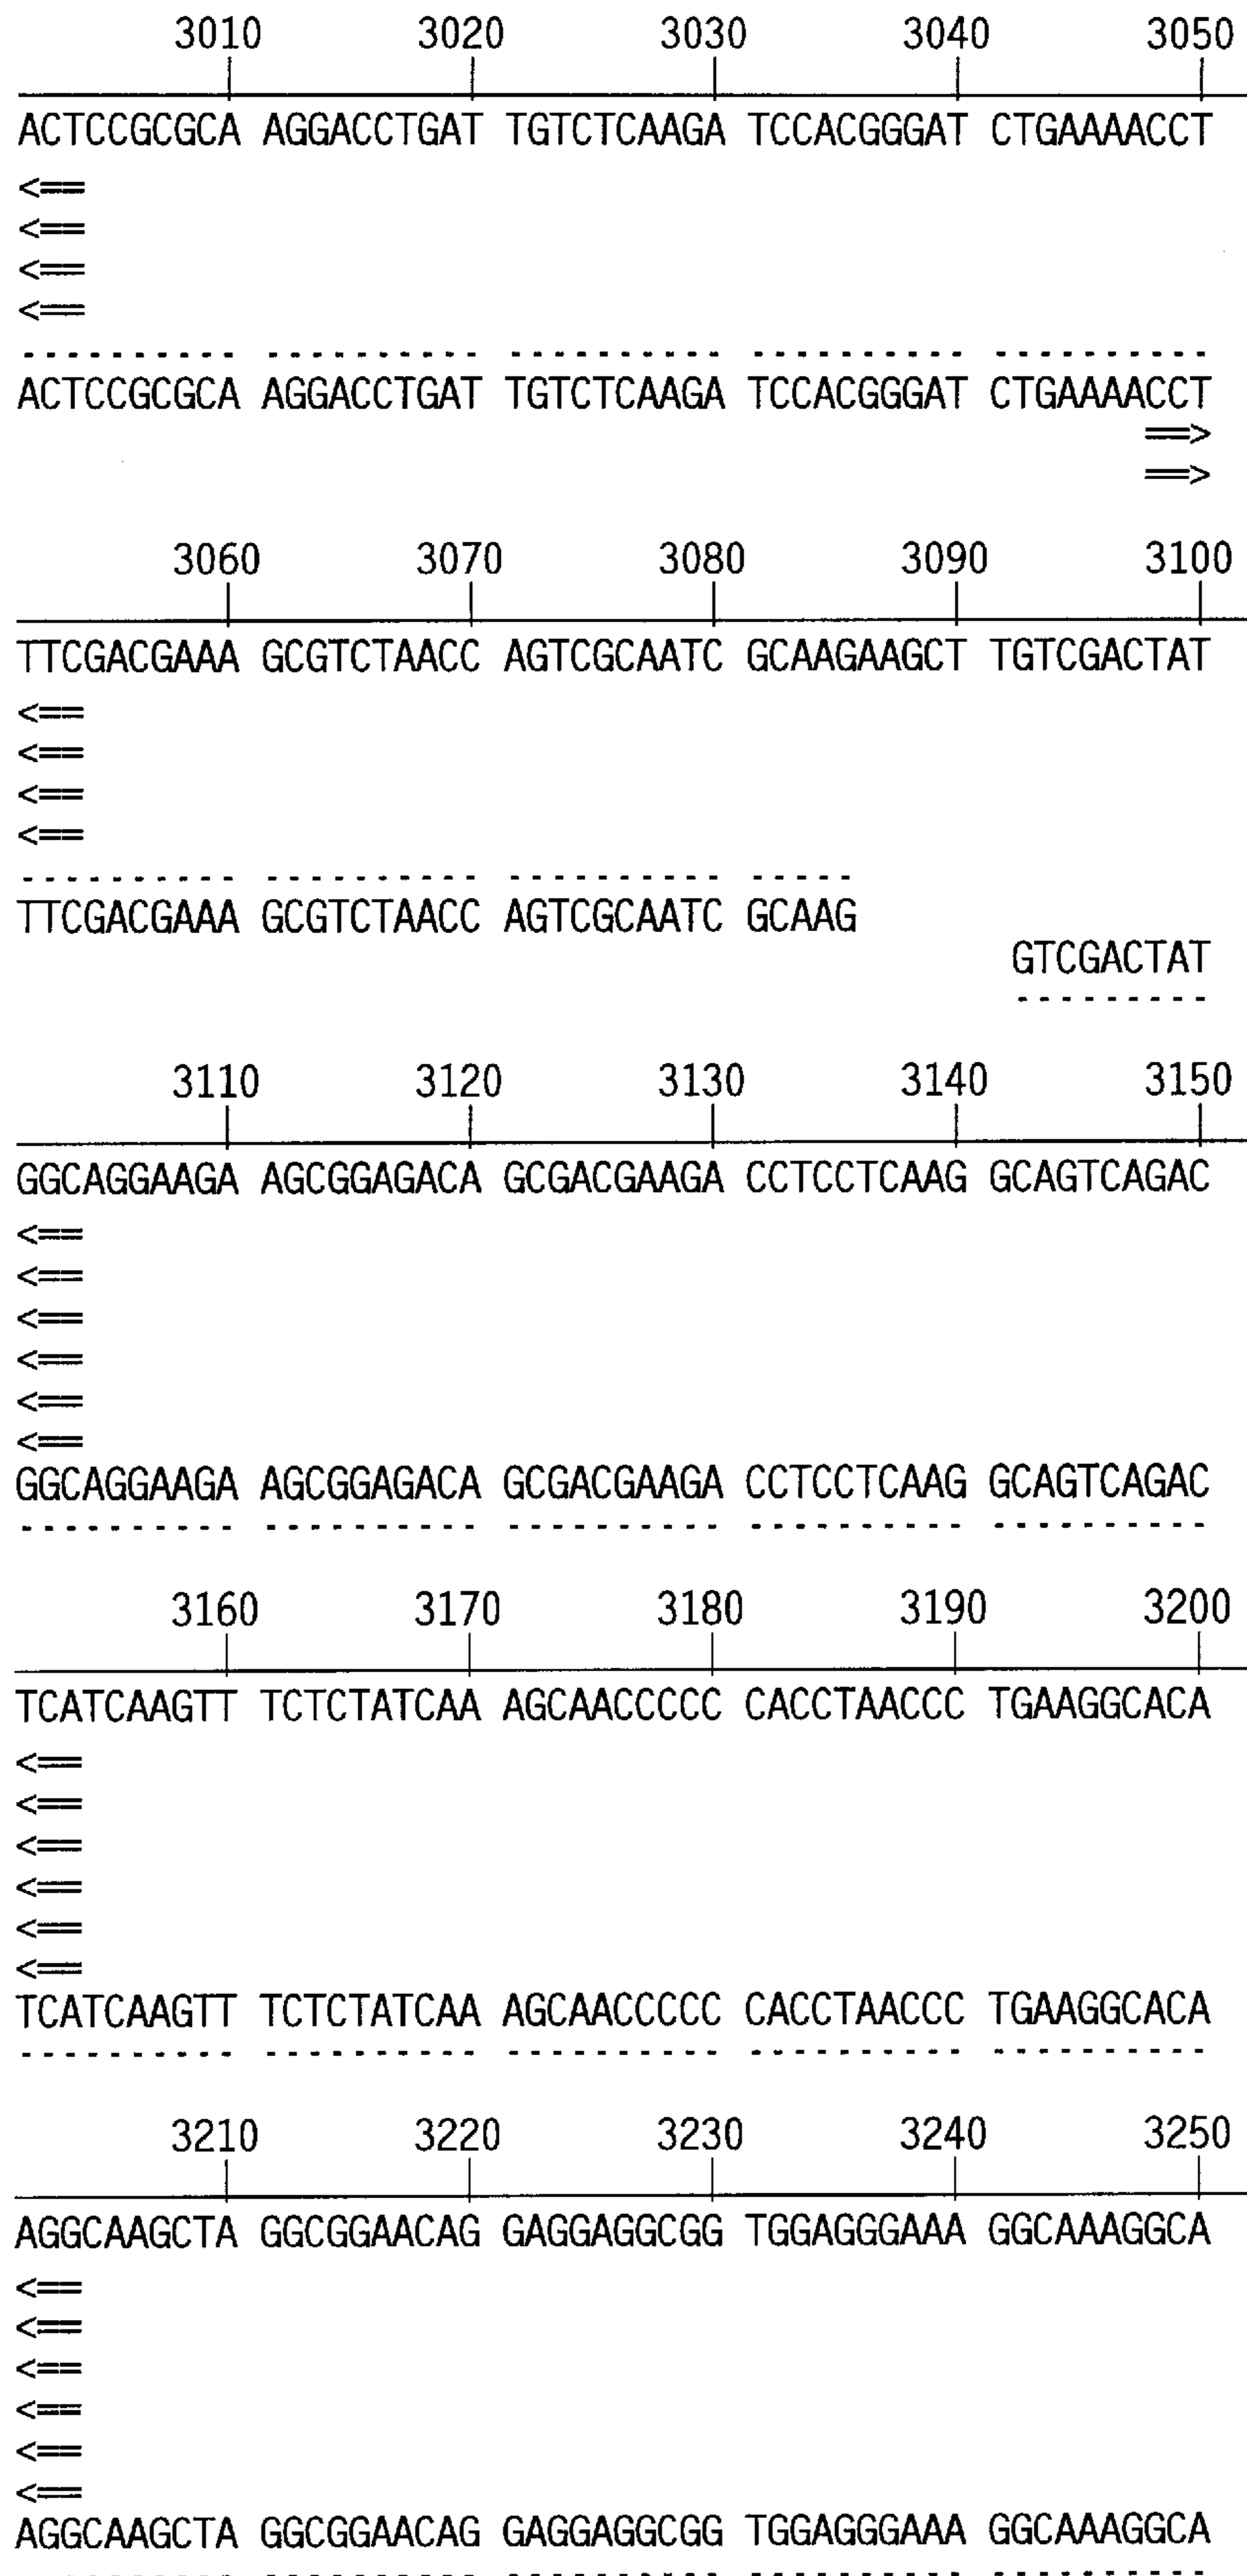 3010 3020 3030 3040 3050
ACTCCGCGCA AGGACCTGAT TGTCTCAAGA TCCACGGGAT CTGAAAACCT
<==
<==
<==
<==
- - - - - - - - - - - - - - - - - - - - - - - - - - - - - - - - - - - - - - - - - - - - - - - - - -
ACTCCGCGCA AGGACCTGAT TGTCTCAAGA TCCACGGGAT CTGAAAACCT
==>
==>
3060 3070 3080 3090 3100
TTCGACGAAA GCGTCTAACC AGTCGCAATC GCAAGAAGCT TGTCGACTAT
<==
<==
<==
<==
- - - - - - - - - - - - - - - - - - - - - - - - - - - - - - - - - - -
TTCGACGAAA GCGTCTAACC AGTCGCAATC GCAAG
GTCGACTAT
- - - - - - - - -
3110 3120 3130 3140 3150
GGCAGGAAGA AGCGGAGACA GCGACGAAGA CCTCCTCAAG GCAGTCAGAC
<==
<==
<==
<==
<==
<==
GGCAGGAAGA AGCGGAGACA GCGACGAAGA CCTCCTCAAG GCAGTCAGAC
- - - - - - - - - - - - - - - - - - - - - - - - - - - - - - - - - - - - - - - - - - - - - - - - - -
3160 3170 3180 3190 3200
TCATCAAGTT TCTCTATCAA AGCAACCCCC CACCTAACCC TGAAGGCACA
<==
<==
<==
<==
<==
<==
TCATCAAGTT TCTCTATCAA AGCAACCCCC CACCTAACCC TGAAGGCACA
- - - - - - - - - - - - - - - - - - - - - - - - - - - - - - - - - - - - - - - - - - - - - - - - - -
3210 3220 3230 3240 3250
AGGCAAGCTA GGCGGAACAG GAGGAGGCGG TGGAGGGAAA GGCAAAGGCA
<==
<==
<==
<==
<==
<==
AGGCAAGCTA GGCGGAACAG GAGGAGGCGG TGGAGGGAAA GGCAAAGGCA
- - - - - - - - - - - - - - - - - - - - - - - - - - - - - - - - - - - - - - - - - - - - - - - - - -